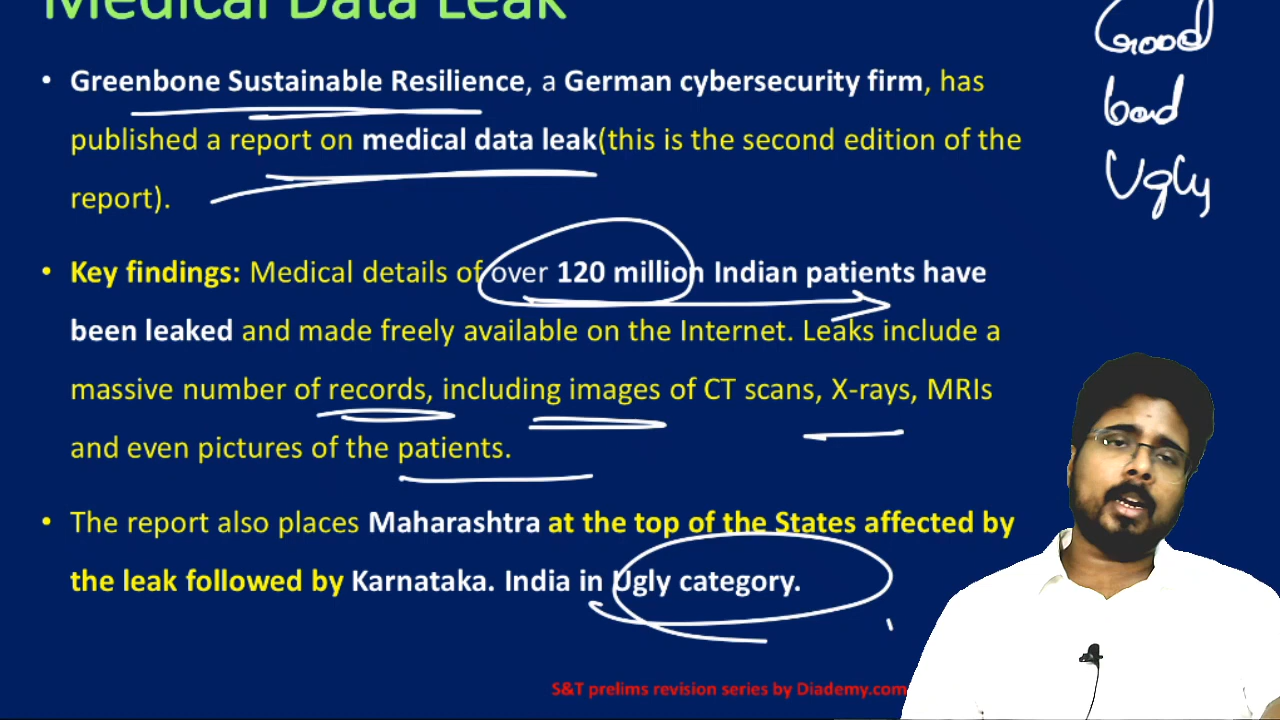 Medical Data Leak
Good
bad
Ugly
• Greenbone Sustainable Resilience, a German cybersecurity firm, has
published a report on medical data leak(this is the second edition of the
report).
• Key findings: Medical details of over 120 million Indian patients have
been leaked and made freely available on the Internet. Leaks include a
massive number of records, including images of CT scans, X-rays, MRIs
and even pictures of the patients.
• The report also places Maharashtra at the top of the States affected by
the leak followed by Karnataka. India in Ugly category.
S&T prelims revision series by Diademy.com